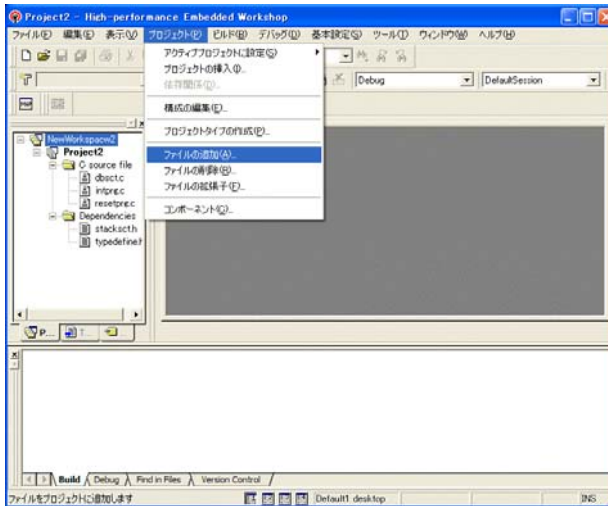 Project2 - High-performance Embedded Workshop
ファイル(F) 編集(E) 表示(V) プロジェクト(P) ビルド(B) デバッグ(D) 基本設定(S) ツール(T) ウィンドウ(W) ヘルプ(H)
アクティブプロジェクトに設定(S)
プロジェクトの挿入(I)...
依存関係(D)...
構成の編集(E)...
プロジェクトタイプの作成(P)...
ファイルの追加(A)...
ファイルの削除(R)...
ファイルの拡張子(F)...
コンポーネント(C)...
Debug
DefaultSession
NewWorkspacw2
Project2
C source file
dbsct.c
intprg.c
resetprg.c
Dependencies
stacksct.h
typedefine.h
P...
T...
Build Debug Find in Files Version Control
ファイルをプロジェクトに追加します
Default1 desktop
INS